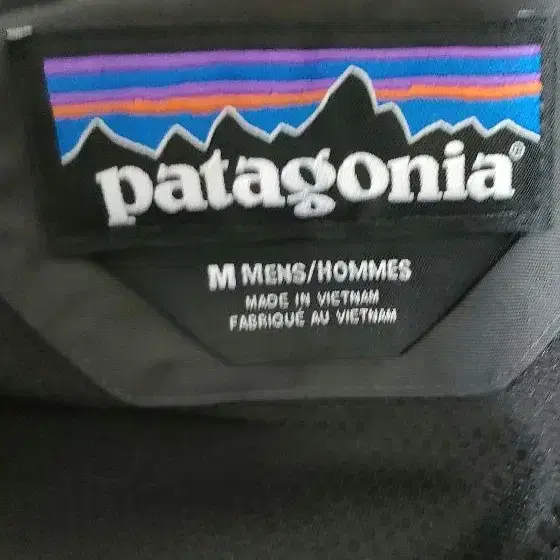 patagonia®
M MENS/HOMMES
MADE IN VIETNAM
FABRIQUÉ AU VIETNAM